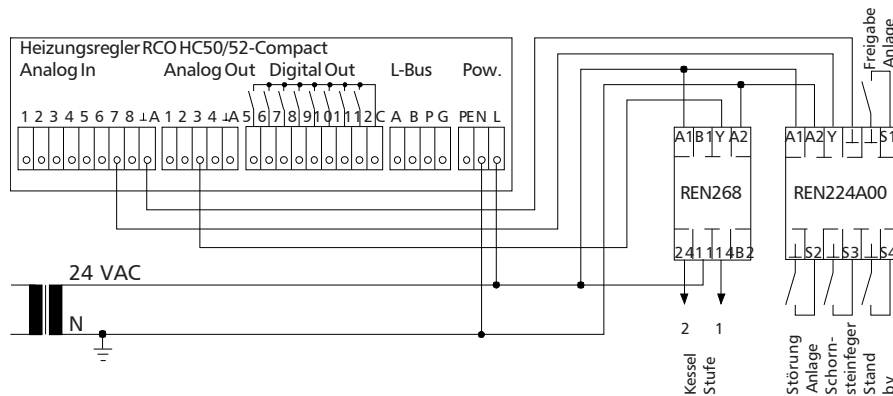 Heizungsregler RCO HC50/52-Compact
Analog In Analog Out Digital Out L-Bus Pow.
1 2 3 4 5 6 7 8 ⊥A 1 2 3 4 ⊥A 5 6 7 8 9 10 11 12 C A B P G PE N L
Freigabe
Anlage
A1 B1 Y A2
REN268
24 11 14 B2
A1 A2 Y ⊥ ⊥ S1
REN224A00
⊥ S2 ⊥ S3 ⊥ S4
24 VAC
N
2 1
Kessel
Stufe
Störung
Anlage
Schorn-
steinfeger
Stand
by